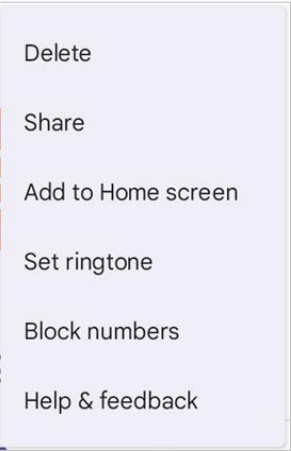 Delete
Share
Add to Home screen
Set ringtone
Block numbers
Help & feedback